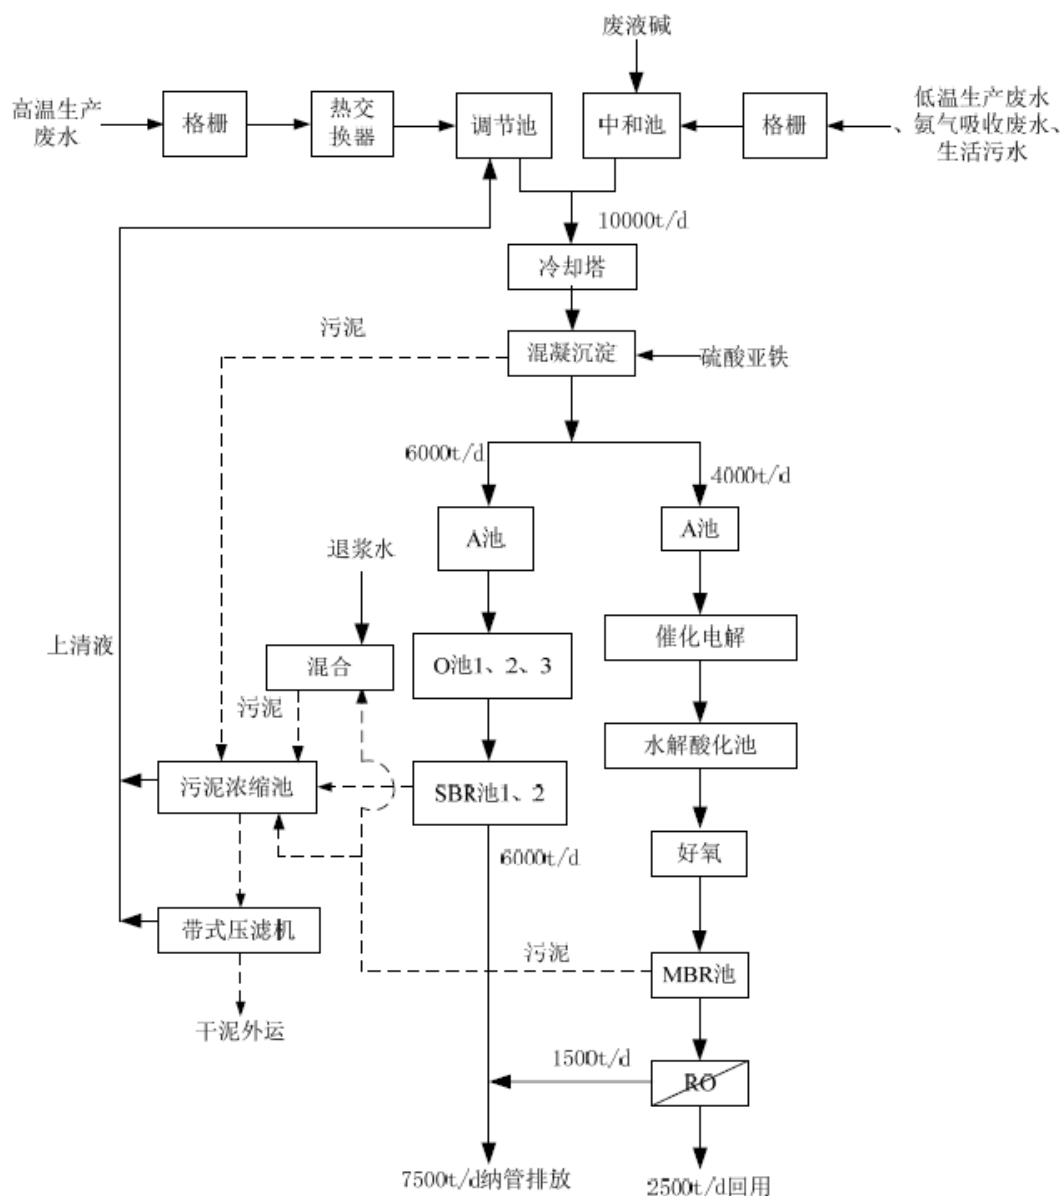 废液碱
高温生产
废水
格栅
热交
换器
调节池
中和池
格栅
低温生产废水
、氨气吸收废水、
生活污水
10000t/d
冷却塔
污泥
混凝沉淀
硫酸亚铁
6000t/d
4000t/d
A池
A池
退浆水
催化电解
上清液
混合
O池1、2、3
污泥
水解酸化池
污泥浓缩池
SBR池1、2
6000t/d
好氧
带式压滤机
污泥
MBR池
干泥外运
1500t/d
RO
7500t/d纳管排放
2500t/d回用